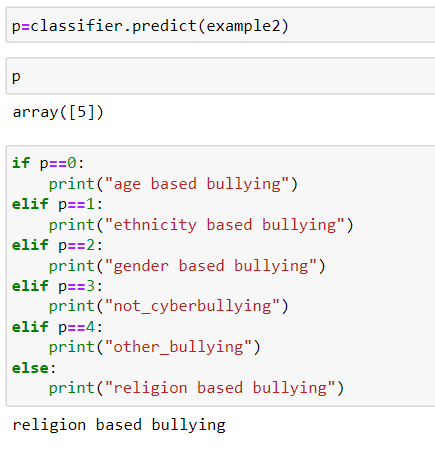 p=classifier.predict(example2)
p
array([5])
if p==0:
    print("age based bullying")
elif p==1:
    print("ethnicity based bullying")
elif p==2:
    print("gender based bullying")
elif p==3:
    print("not_cyberbullying")
elif p==4:
    print("other_bullying")
else:
    print("religion based bullying")
religion based bullying